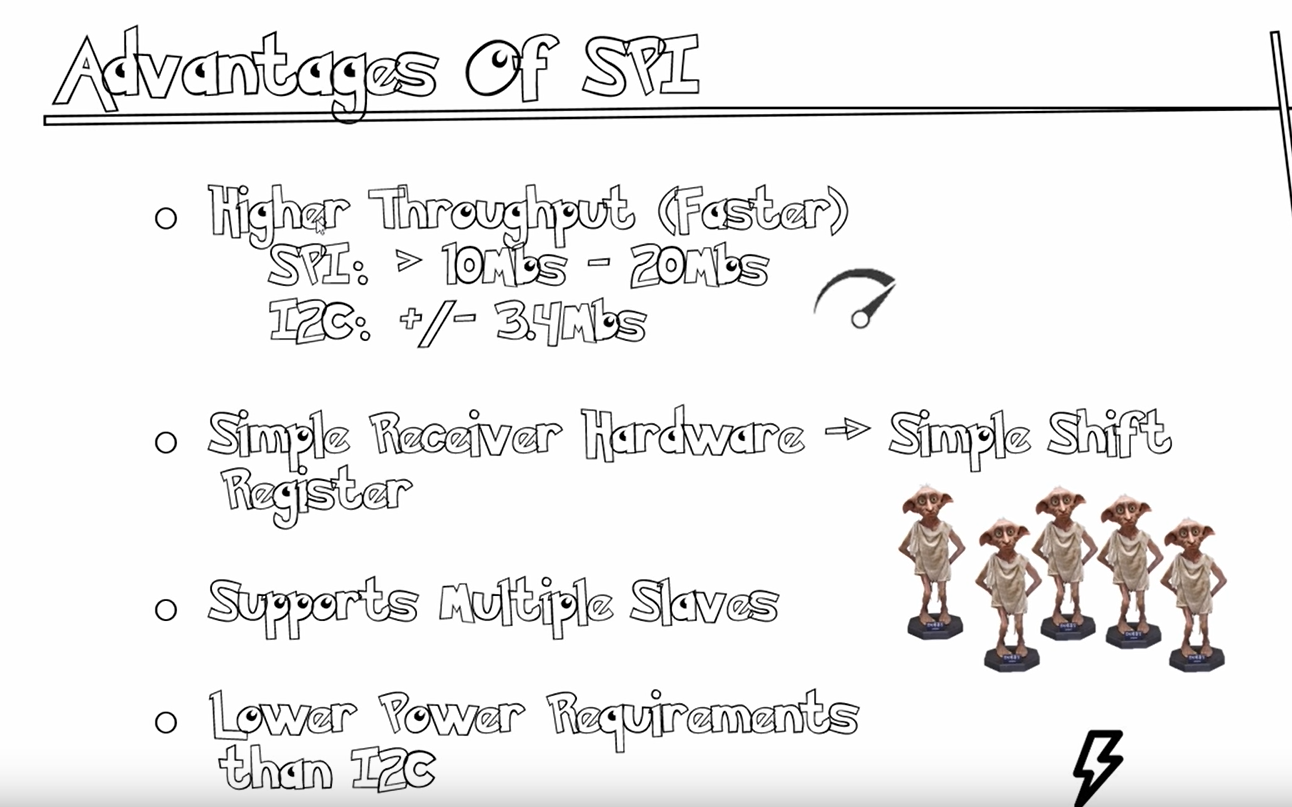 Advantages Of SPI
○ Higher Throughput (Faster)
SPI: > 10Mbs - 20Mbs
I2C: +/- 3.4Mbs
○ Simple Receiver Hardware → Simple Shift
Register
○ Supports Multiple Slaves
○ Lower Power Requirements
than I2C